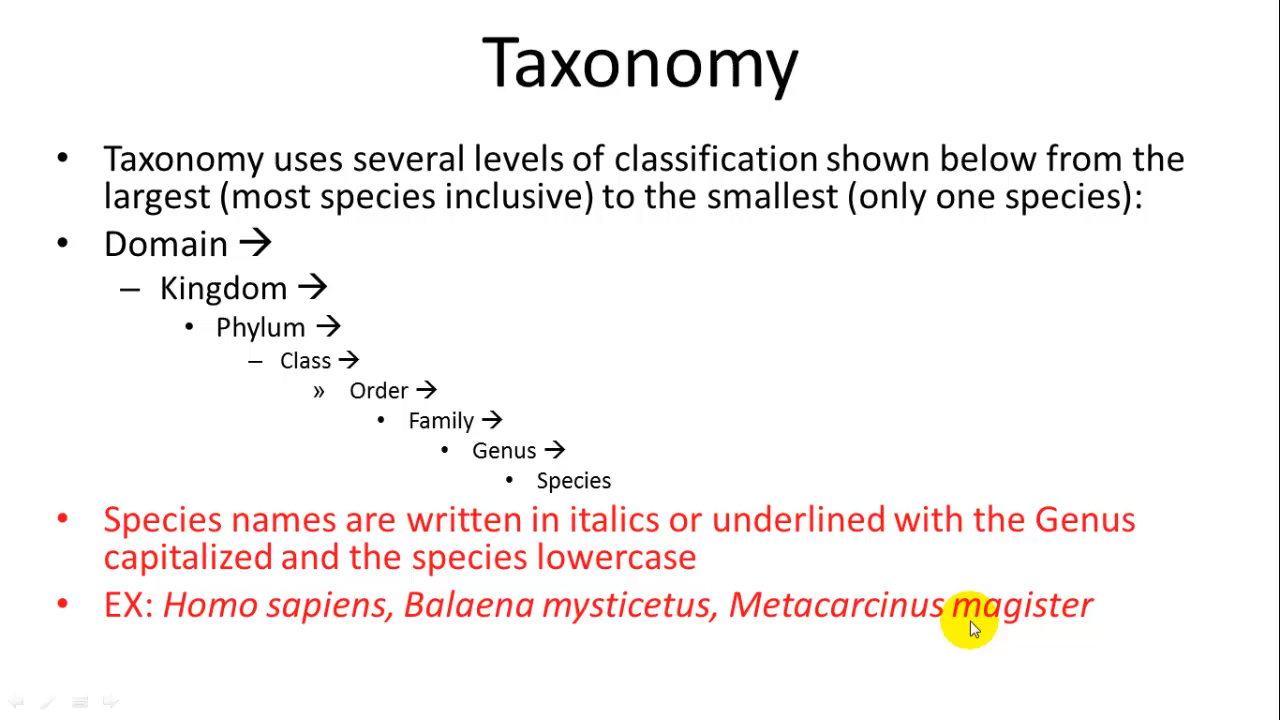 Taxonomy
• Taxonomy uses several levels of classification shown below from the
largest (most species inclusive) to the smallest (only one species):
• Domain →
– Kingdom →
• Phylum →
– Class →
» Order →
• Family →
• Genus →
• Species
• Species names are written in italics or underlined with the Genus
capitalized and the species lowercase
• EX: Homo sapiens, Balaena mysticetus, Metacarcinus magister